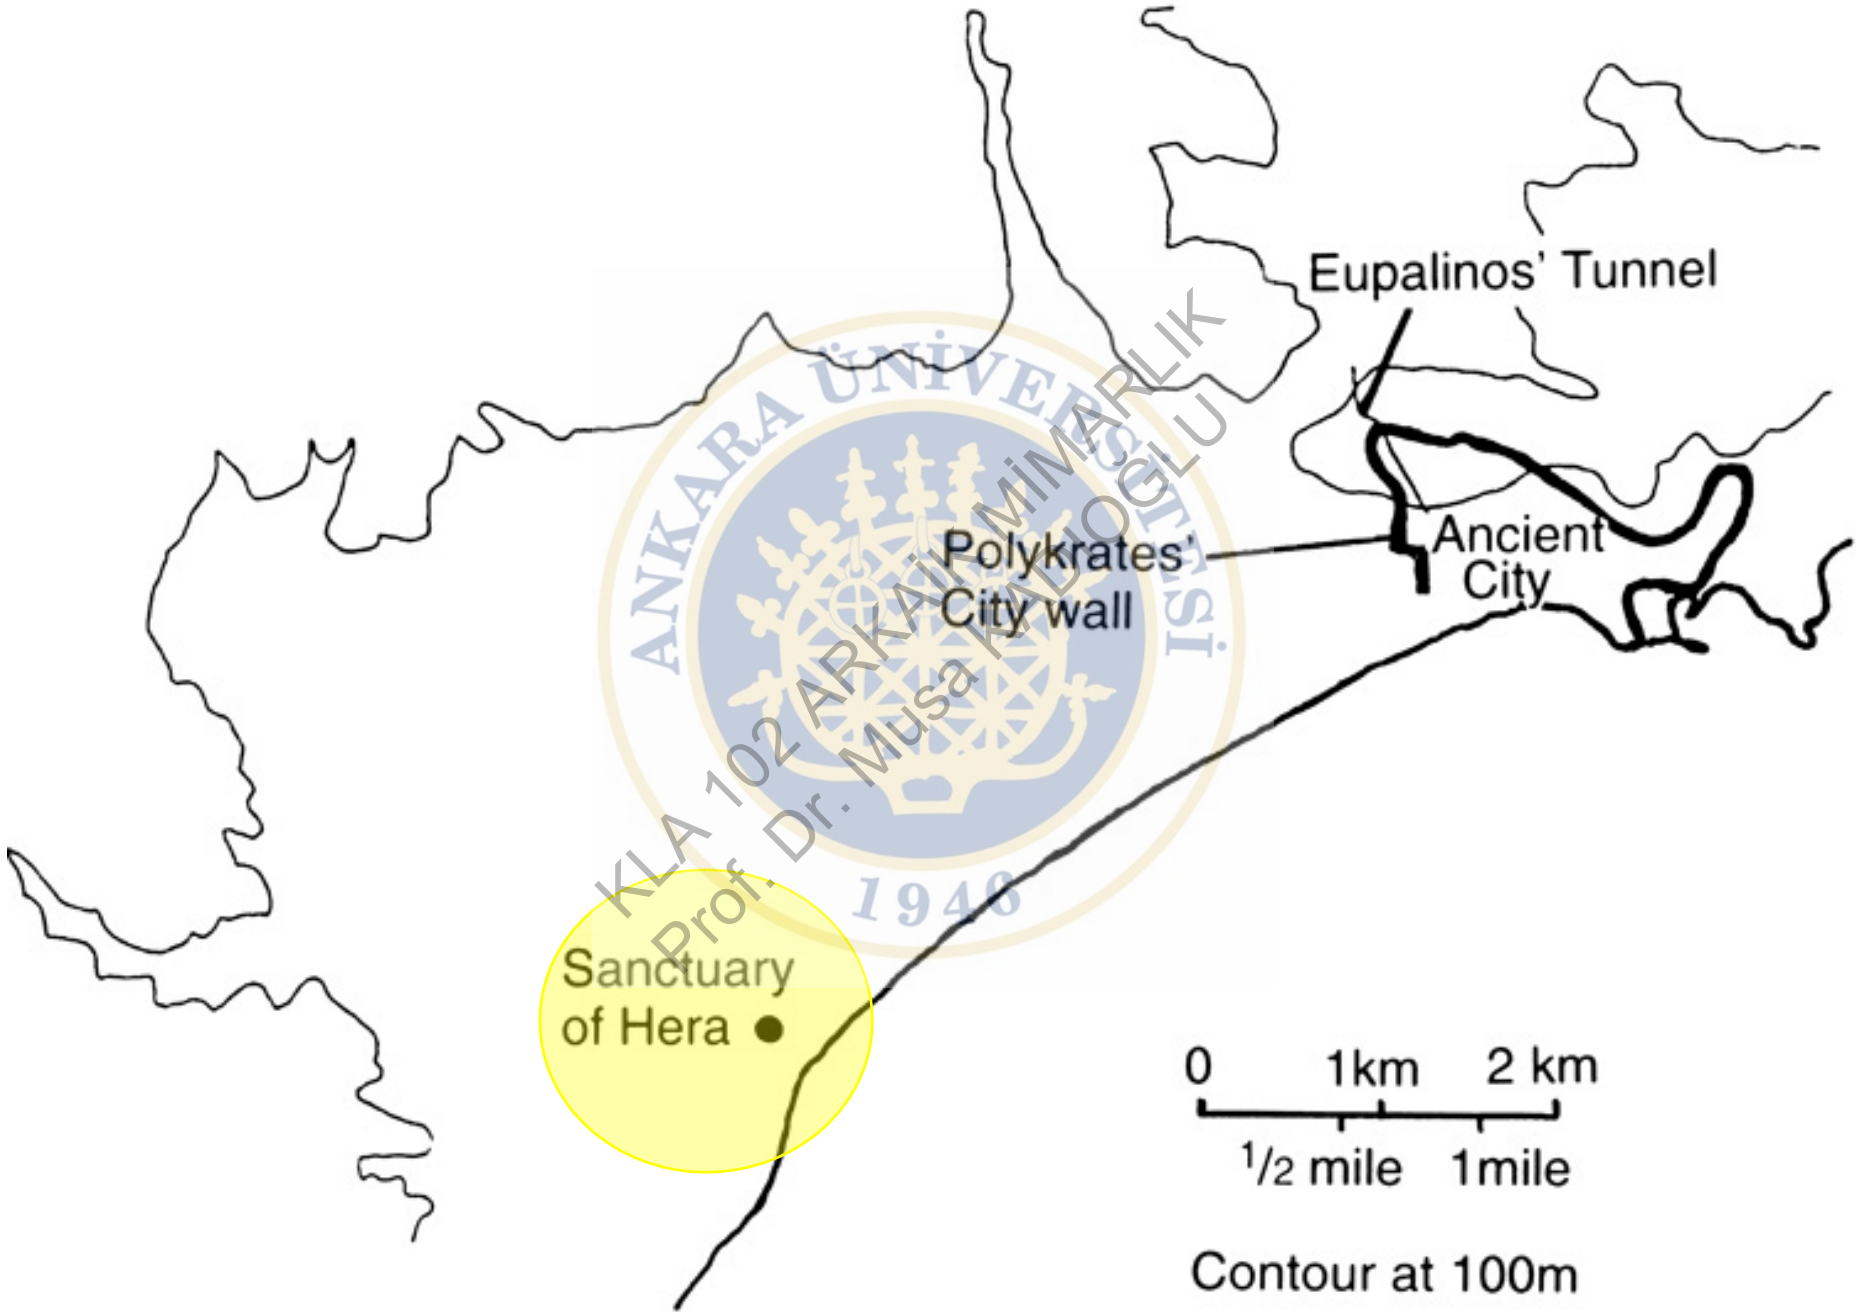 Eupalinos' Tunnel
Polykrates'
City wall
Ancient
City
ANKARA ÜNİVERSİTESİ
1946
KLA 102 ARKAİK MİMARLIK
Prof. Dr. Musa KADIOĞLU
Sanctuary
of Hera
0 1km 2 km
1/2 mile 1mile
Contour at 100m